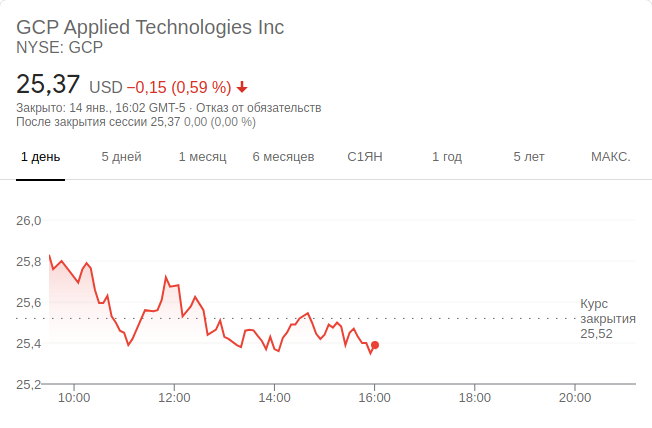 GCP Applied Technologies Inc
NYSE: GCP
25,37 USD −0,15 (0,59 %)
Закрыто: 14 янв., 16:02 GMT-5 · Отказ от обязательств
После закрытия сессии 25,37 0,00 (0,00 %)
1 день 5 дней 1 месяц 6 месяцев С1ЯН 1 год 5 лет МАКС.
26,0
25,8
25,6
Курс
закрытия
25,52
25,4
25,2
10:00 12:00 14:00 16:00 18:00 20:00